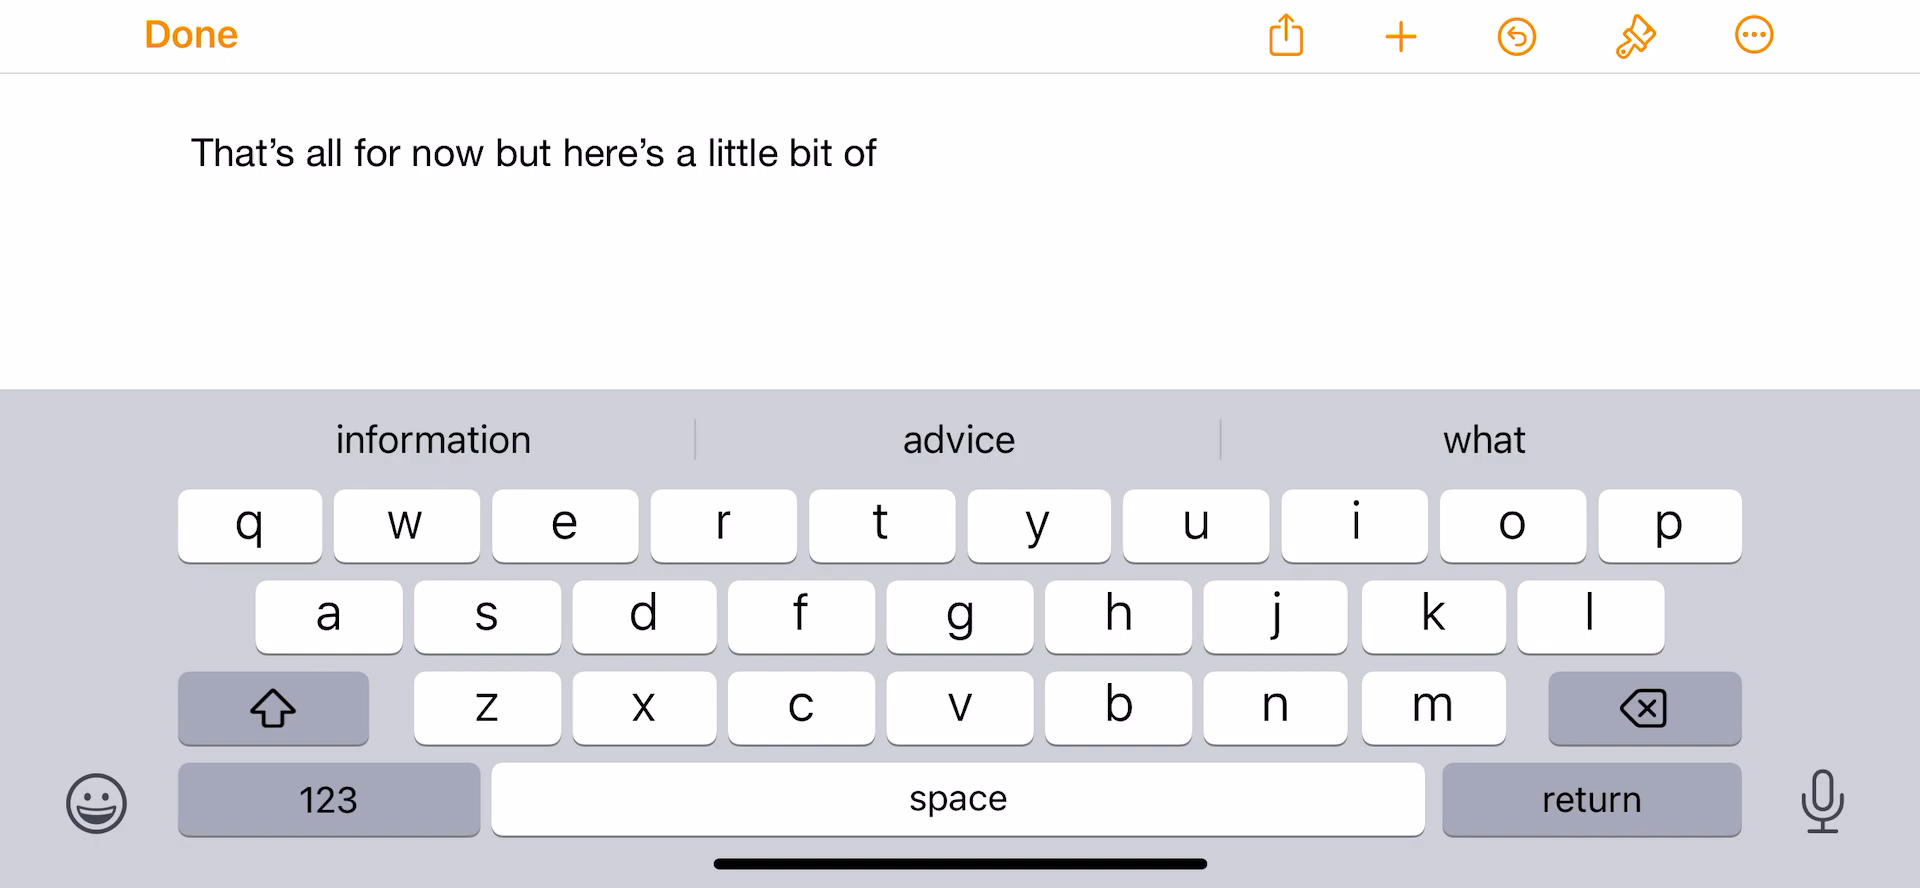 Done
That’s all for now but here’s a little bit of
information advice what
q w e r t y u i o p
a s d f g h j k l
z x c v b n m
123 space return